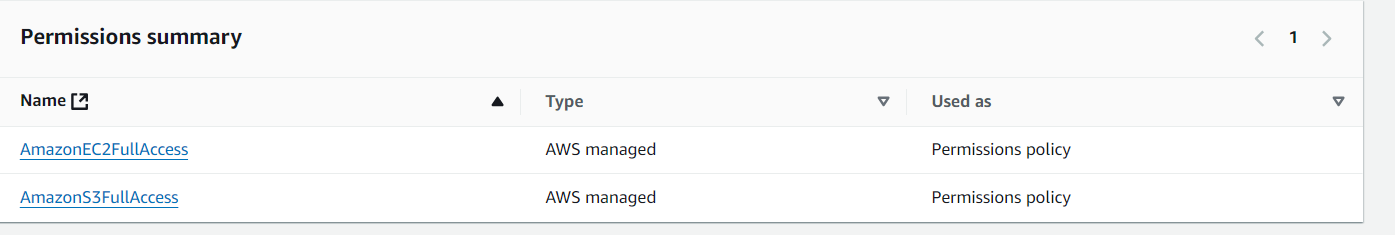 Permissions summary
1
Name Type Used as
AmazonEC2FullAccess AWS managed Permissions policy
AmazonS3FullAccess AWS managed Permissions policy